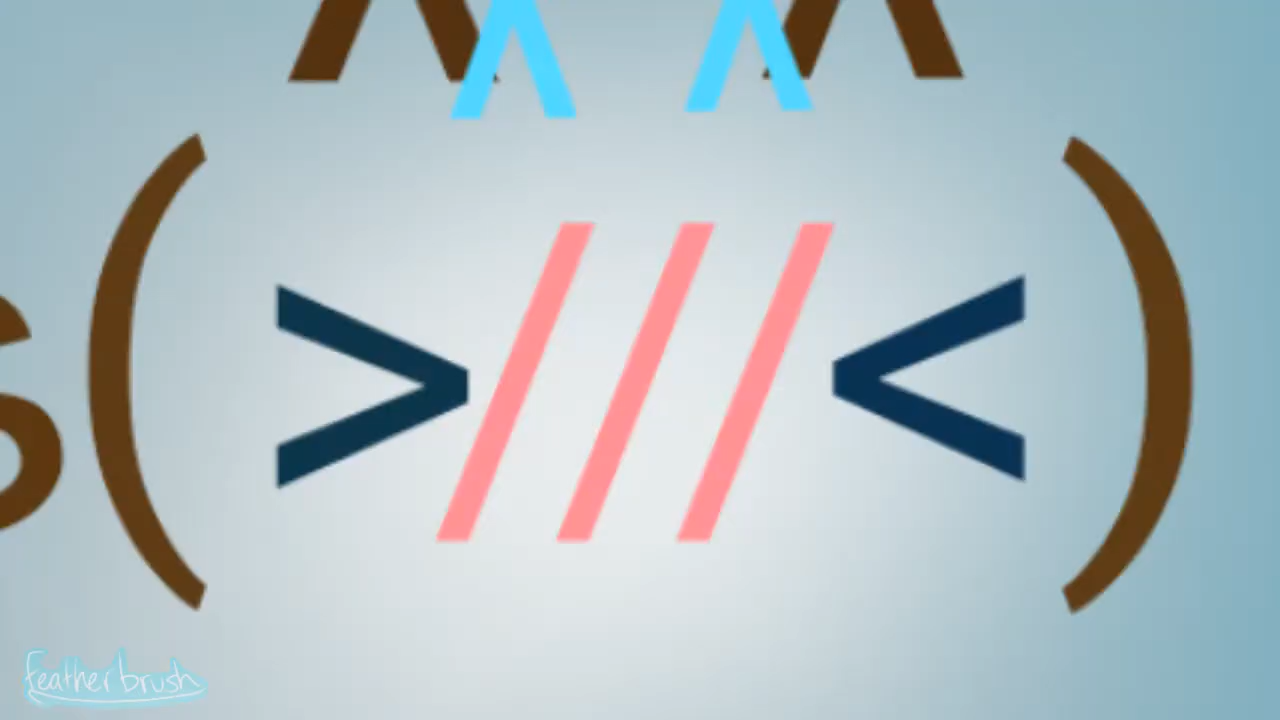 ^ ^ ^ ^
s( >///< )
Featherbrush